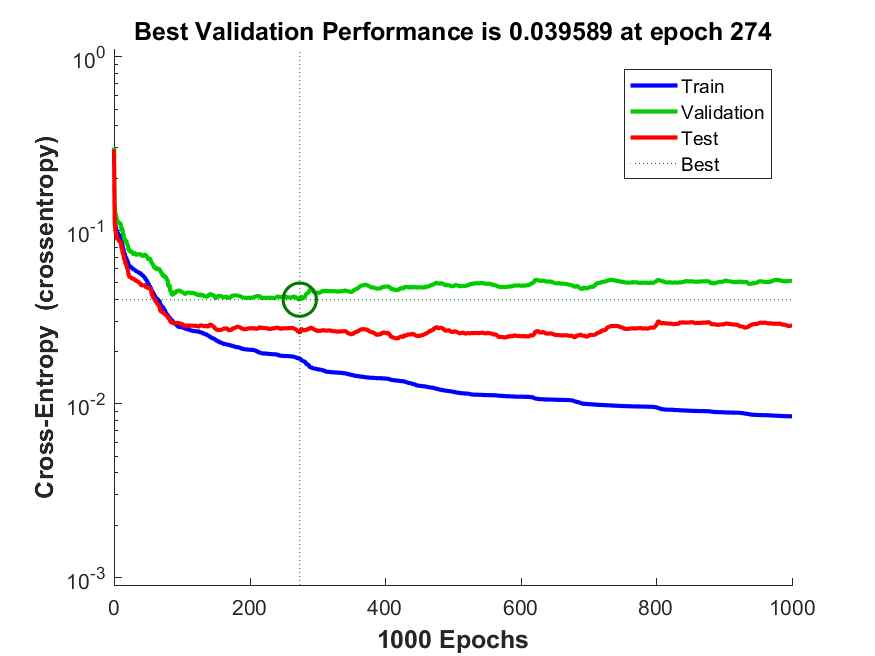 Best Validation Performance is 0.039589 at epoch 274
10^0
10^-1
10^-2
10^-3
Cross-Entropy (crossentropy)
Train
Validation
Test
Best
0 200 400 600 800 1000
1000 Epochs